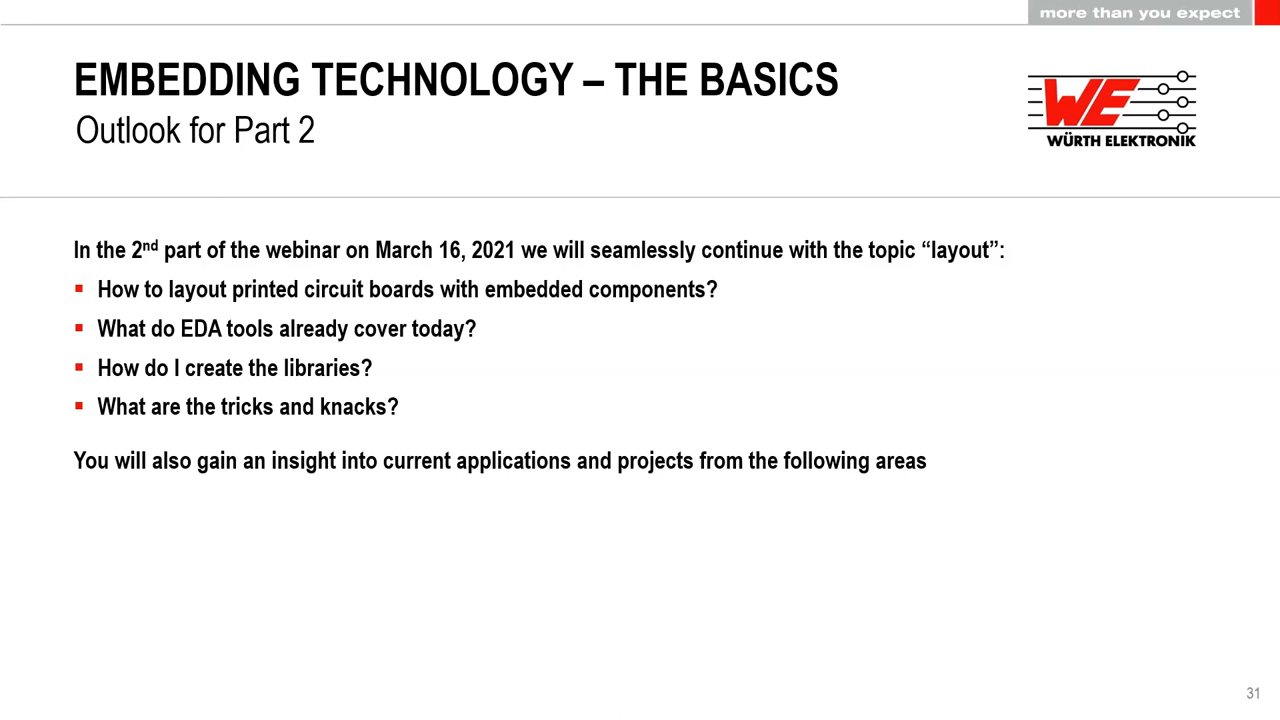 more than you expect
EMBEDDING TECHNOLOGY – THE BASICS
Outlook for Part 2
WE
WÜRTH ELEKTRONIK
In the 2nd part of the webinar on March 16, 2021 we will seamlessly continue with the topic “layout”:
▪ How to layout printed circuit boards with embedded components?
▪ What do EDA tools already cover today?
▪ How do I create the libraries?
▪ What are the tricks and knacks?
You will also gain an insight into current applications and projects from the following areas
31